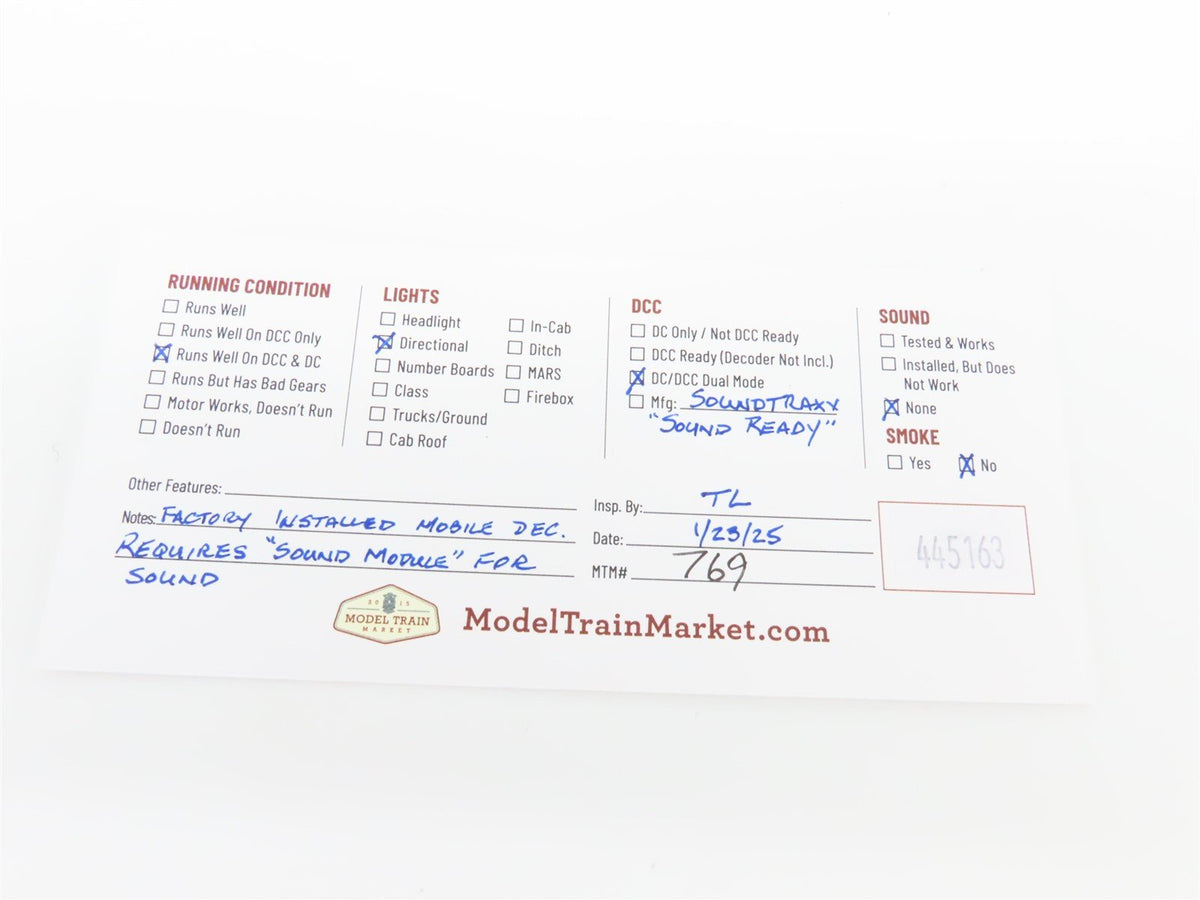 RUNNING CONDITION
☐ Runs Well
☐ Runs Well On DCC Only
☒ Runs Well On DCC & DC
☐ Runs But Has Bad Gears
☐ Motor Works, Doesn't Run
☐ Doesn't Run
LIGHTS
☐ Headlight
☒ Directional
☐ Number Boards
☐ Class
☐ Trucks/Ground
☐ Cab Roof
☐ In-Cab
☐ Ditch
☐ MARS
☐ Firebox
DCC
☐ DC Only / Not DCC Ready
☐ DCC Ready (Decoder Not Incl.)
☒ DC/DCC Dual Mode
☐ Mfg: SOUNDTRAXX
"SOUND READY"
SOUND
☐ Tested & Works
☐ Installed, But Does
Not Work
☒ None
SMOKE
☐ Yes ☒ No
Other Features:
Notes: FACTORY INSTALLED MOBILE DEC.
REQUIRES "SOUND MODULE" FOR
SOUND
Insp. By: TL
Date: 1/23/25
MTM# 769
445163
2015
MODEL TRAIN
MARKET
ModelTrainMarket.com